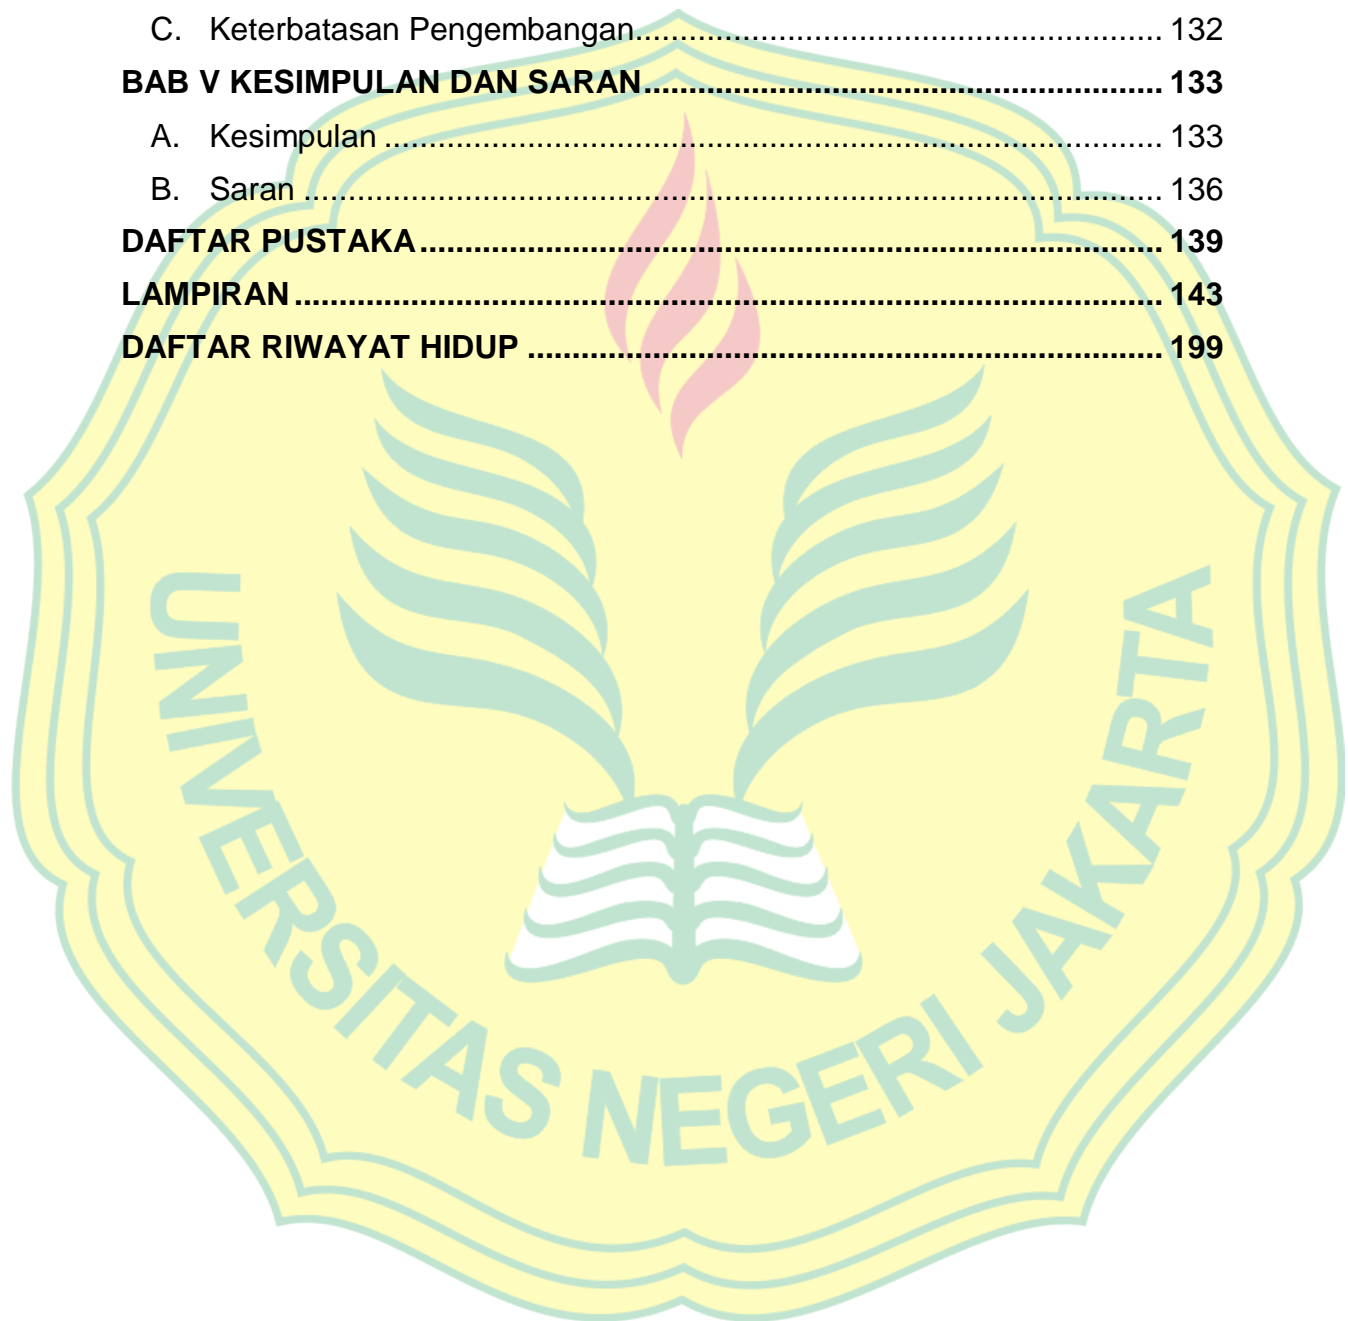 C. Keterbatasan Pengembangan................................................................ 132
BAB V KESIMPULAN DAN SARAN.......................................................... 133
A. Kesimpulan ............................................................................................ 133
B. Saran ...................................................................................................... 136
DAFTAR PUSTAKA.................................................................................... 139
LAMPIRAN.................................................................................................. 143
DAFTAR RIWAYAT HIDUP ....................................................................... 199
UNIVERSITAS NEGERI JAKARTA